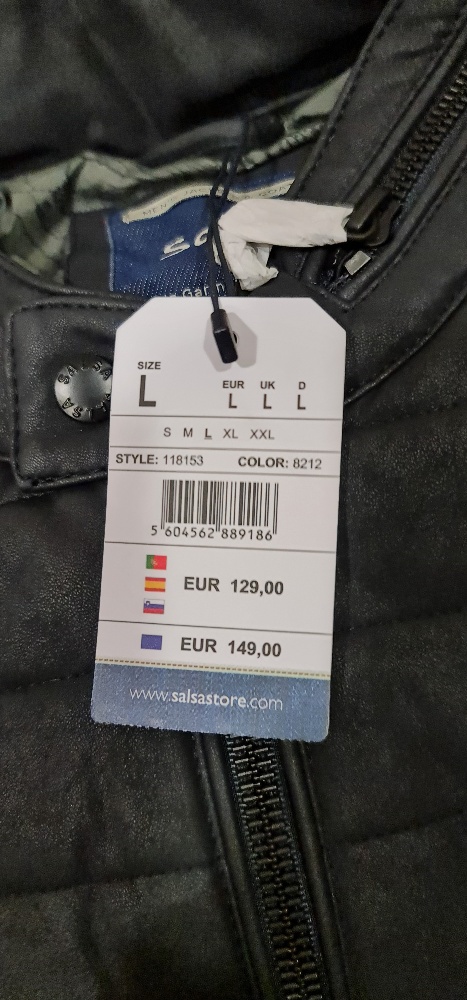 SIZE
L
EUR UK D
L L L
S M L XL XXL
STYLE: 118153 COLOR: 8212
5 604562 889186
EUR 129,00
EUR 149,00
www.salsastore.com
SALSA